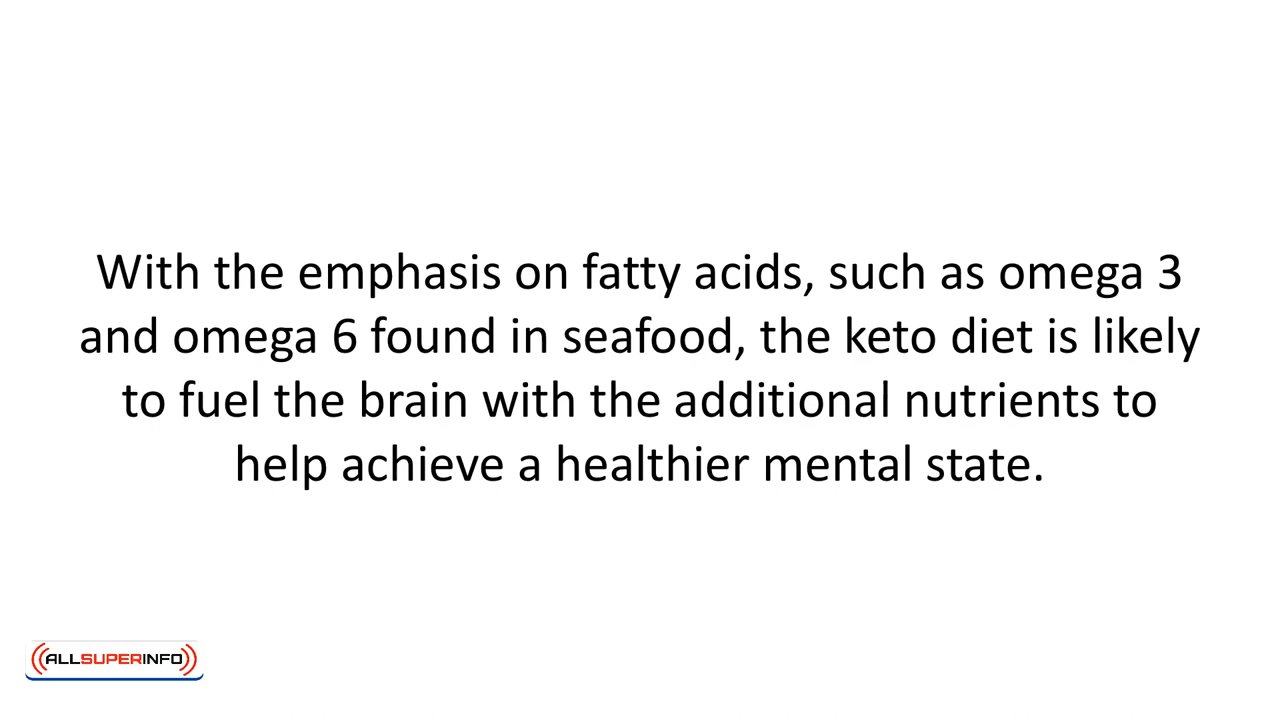 With the emphasis on fatty acids, such as omega 3
and omega 6 found in seafood, the keto diet is likely
to fuel the brain with the additional nutrients to
help achieve a healthier mental state.
ALLSUPERINFO